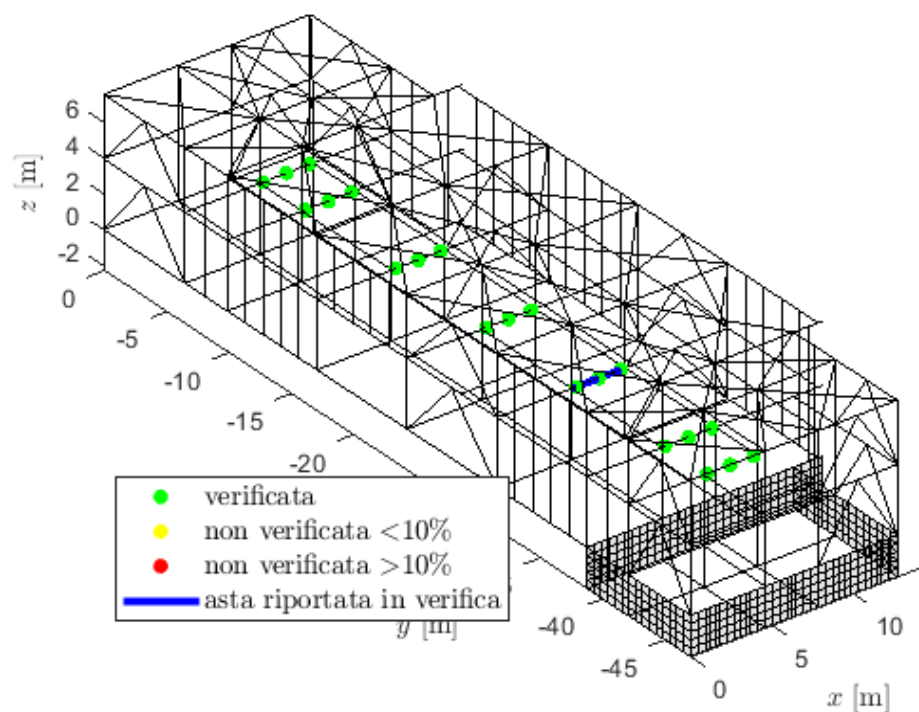 6
4
2
0
-2
z [m]
0
-5
-10
-15
-20
-40
-45
y [m]
0
5
10
x [m]
verificata
non verificata <10%
non verificata >10%
asta riportata in verifica